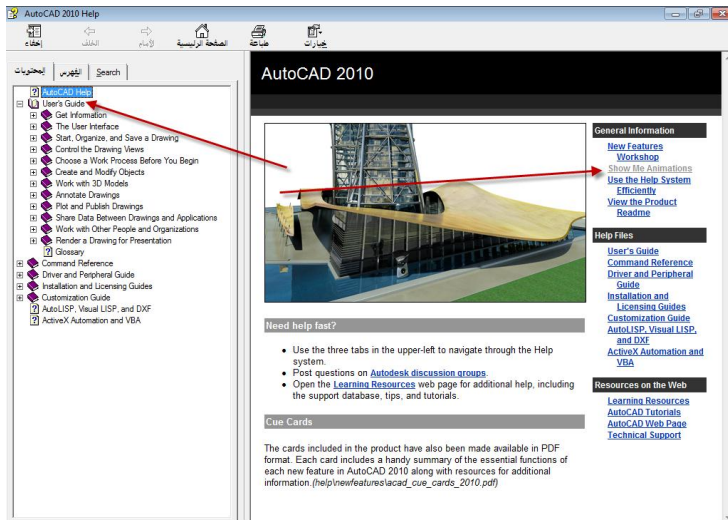 AutoCAD 2010 Help
إخفاء
الخلف
الأمام
الصفحة الرئيسية
طباعة
خيارات
المحتويات
الفهرس
Search
AutoCAD Help
User's Guide
Get Information
The User Interface
Start, Organize, and Save a Drawing
Control the Drawing Views
Choose a Work Process Before You Begin
Create and Modify Objects
Work with 3D Models
Annotate Drawings
Plot and Publish Drawings
Share Data Between Drawings and Applications
Work with Other People and Organizations
Render a Drawing for Presentation
Glossary
Command Reference
Driver and Peripheral Guide
Installation and Licensing Guides
Customization Guide
AutoLISP, Visual LISP, and DXF
ActiveX Automation and VBA
AutoCAD 2010
Need help fast?
Use the three tabs in the upper-left to navigate through the Help
system.
Post questions on Autodesk discussion groups.
Open the Learning Resources web page for additional help, including
the support database, tips, and tutorials.
Cue Cards
The cards included in the product have also been made available in PDF
format. Each card includes a handy summary of the essential functions of
each new feature in AutoCAD 2010 along with resources for additional
information.(help\newfeatures\acad_cue_cards_2010.pdf)
General Information
New Features
Workshop
Show Me Animations
Use the Help System
Efficiently
View the Product
Readme
Help Files
User's Guide
Command Reference
Driver and Peripheral
Guide
Installation and
Licensing Guides
Customization Guide
AutoLISP, Visual LISP,
and DXF
ActiveX Automation and
VBA
Resources on the Web
Learning Resources
AutoCAD Tutorials
AutoCAD Web Page
Technical Support